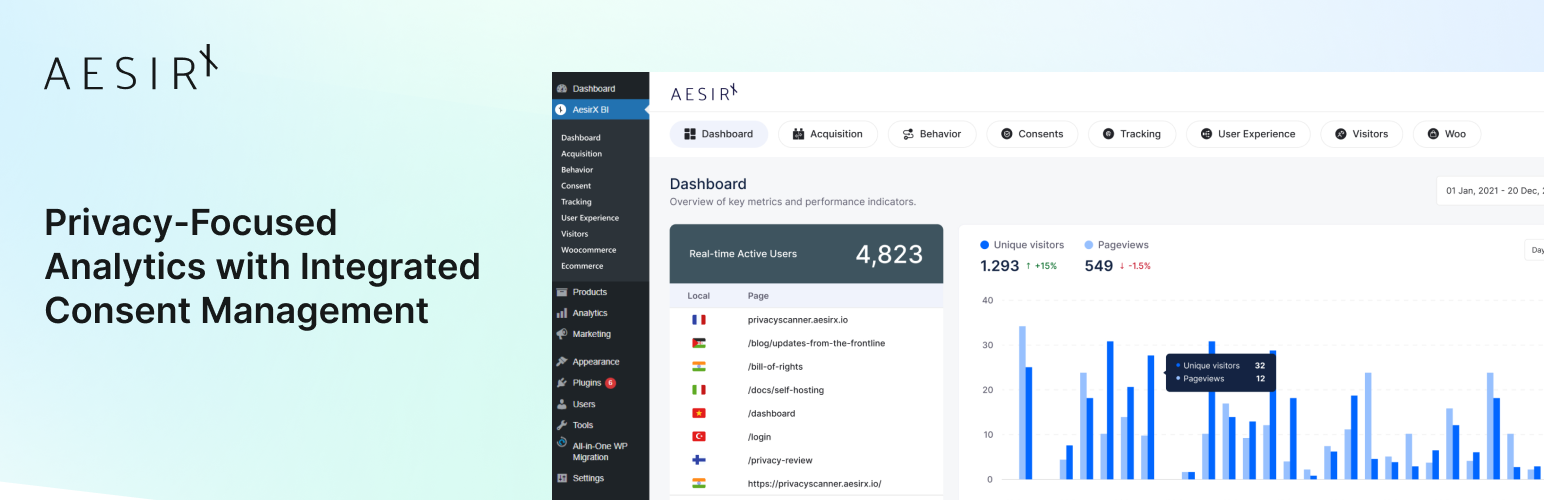 AESIRX
Privacy-Focused
Analytics with Integrated
Consent Management
Dashboard
AesirX BI
Dashboard
Acquisition
Behavior
Consent
Tracking
User Experience
Visitors
Woocommerce
Ecommerce
Products
Analytics
Marketing
Appearance
Plugins 6
Users
Tools
All-in-One WP
Migration
Settings
AESIRX
Dashboard Acquisition Behavior Consents Tracking User Experience Visitors Woo
Dashboard
Overview of key metrics and performance indicators.
01 Jan, 2021 - 20 Dec,
Real-time Active Users 4,823
Local Page
privacyscanner.aesirx.io
/blog/updates-from-the-frontline
/bill-of-rights
/docs/self-hosting
/dashboard
/login
/privacy-review
https://privacyscanner.aesirx.io/
Unique visitors Pageviews
1.293 ↑ +15% 549 ↓ -1.5%
Day
40
30
20
10
0
Unique visitors 32
Pageviews 12